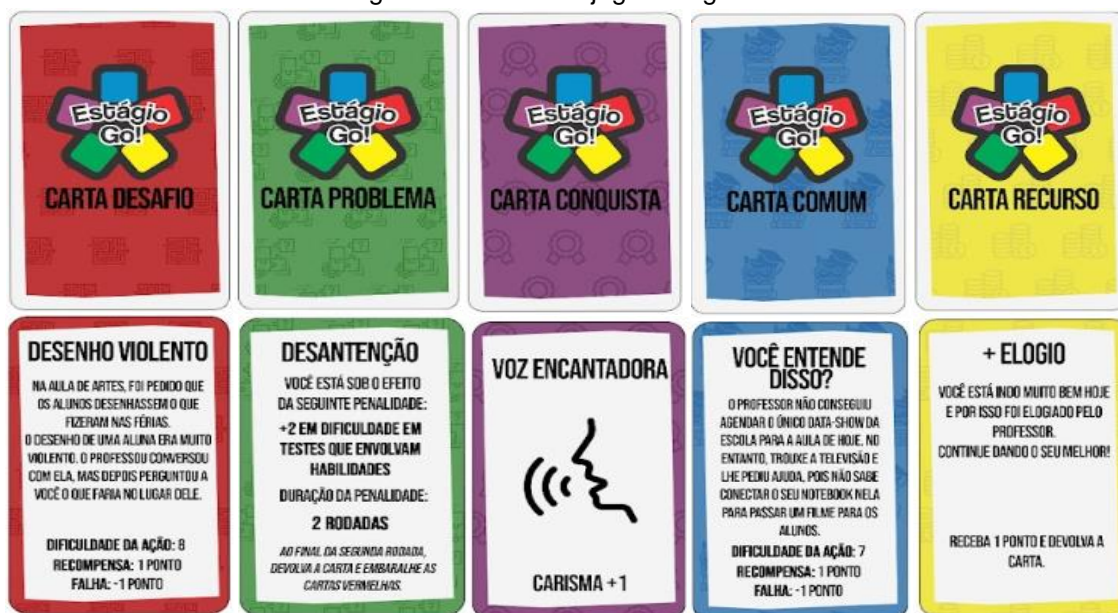 Estágio
Go!
CARTA DESAFIO
Estágio
Go!
CARTA PROBLEMA
Estágio
Go!
CARTA CONQUISTA
Estágio
Go!
CARTA COMUM
Estágio
Go!
CARTA RECURSO
DESENHO VIOLENTO
NA AULA DE ARTES, FOI PEDIDO QUE
OS ALUNOS DESENHASSEM O QUE
FIZERAM NAS FÉRIAS.
O DESENHO DE UMA ALUNA ERA MUITO
VIOLENTO. O PROFESSOU CONVERSOU
COM ELA, MAS DEPOIS PERGUNTOU A
VOCÊ O QUE FARIA NO LUGAR DELE.
DIFICULDADE DA AÇÃO: 8
RECOMPENSA: 1 PONTO
FALHA: -1 PONTO
DESANTENÇÃO
VOCÊ ESTÁ SOB O EFEITO
DA SEGUINTE PENALIDADE:
+2 EM DIFICULDADE EM
TESTES QUE ENVOLVAM
HABILIDADES
DURAÇÃO DA PENALIDADE:
2 RODADAS
AO FINAL DA SEGUNDA RODADA,
DEVOLVA A CARTA E EMBARALHE AS
CARTAS VERMELHAS.
VOZ ENCANTADORA
CARISMA +1
VOCÊ ENTENDE
DISSO?
O PROFESSOR NÃO CONSEGUIU
AGENDAR O ÚNICO DATA-SHOW DA
ESCOLA PARA A AULA DE HOJE. NO
ENTANTO, TROUXE A TELEVISÃO E
LHE PEDIU AJUDA, POIS NÃO SABE
CONECTAR O SEU NOTEBOOK NELA
PARA PASSAR UM FILME PARA OS
ALUNOS.
DIFICULDADE DA AÇÃO: 7
RECOMPENSA: 1 PONTO
FALHA: -1 PONTO
+ ELOGIO
VOCÊ ESTÁ INDO MUITO BEM HOJE
E POR ISSO FOI ELOGIADO PELO
PROFESSOR.
CONTINUE DANDO O SEU MELHOR!
RECEBA 1 PONTO E DEVOLVA A
CARTA.